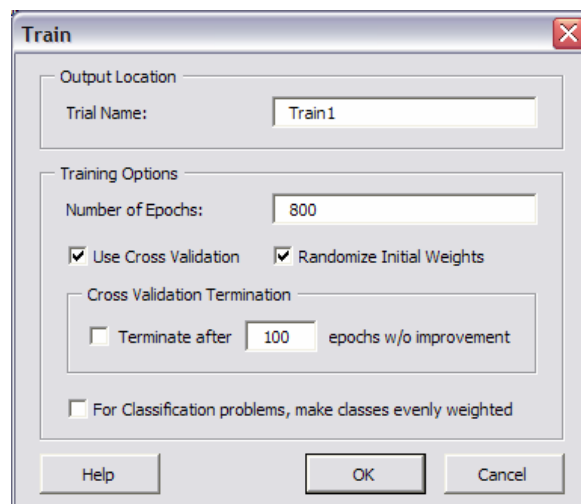 Train
Output Location
Trial Name: Train1
Training Options
Number of Epochs: 800
Use Cross Validation Randomize Initial Weights
Cross Validation Termination
Terminate after 100 epochs w/o improvement
For Classification problems, make classes evenly weighted
Help OK Cancel